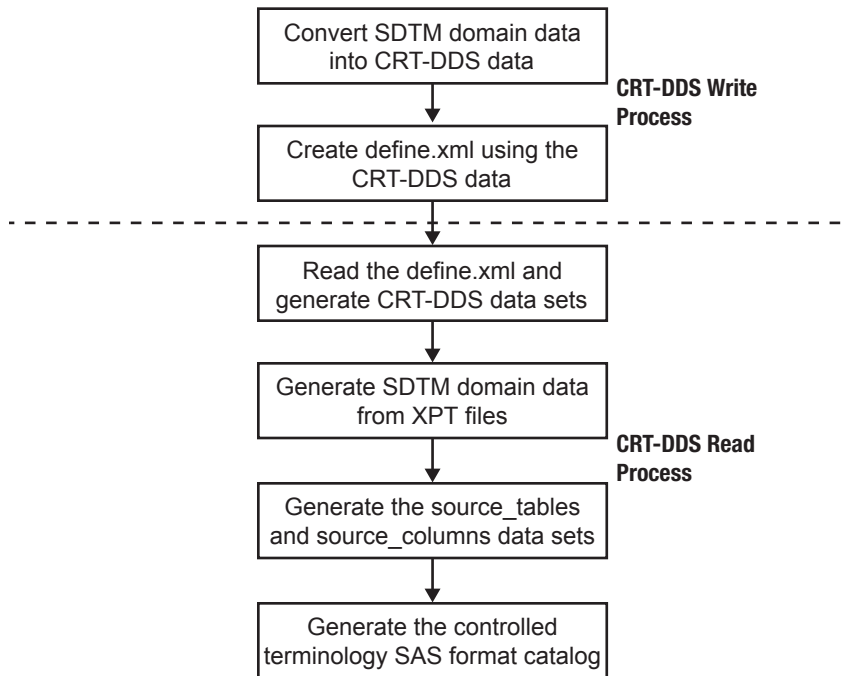 Convert SDTM domain data
into CRT-DDS data
CRT-DDS Write
Process
Create define.xml using the
CRT-DDS data
Read the define.xml and
generate CRT-DDS data sets
Generate SDTM domain data
from XPT files
CRT-DDS Read
Process
Generate the source_tables
and source_columns data sets
Generate the controlled
terminology SAS format catalog